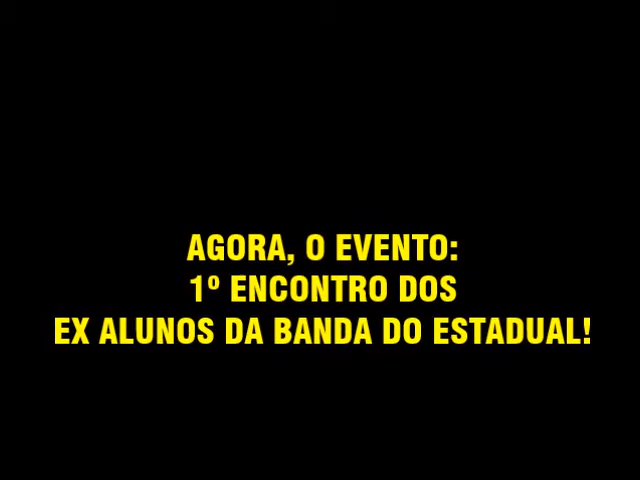 AGORA, O EVENTO:
1º ENCONTRO DOS
EX ALUNOS DA BANDA DO ESTADUAL!